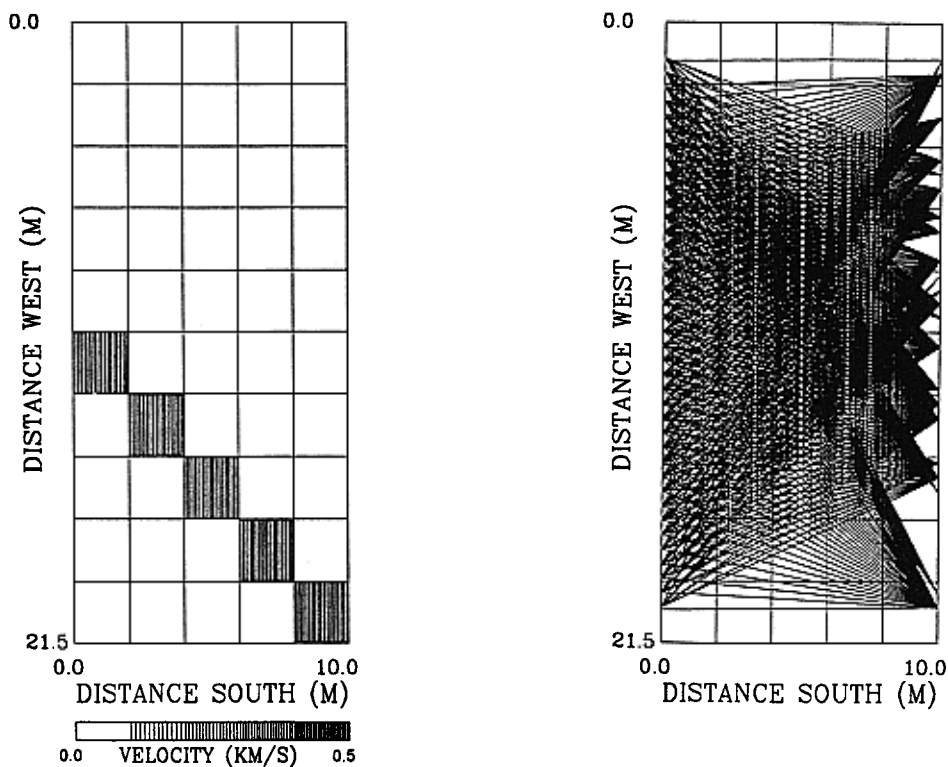 0.0
DISTANCE WEST (M)
21.5
0.0 10.0
DISTANCE SOUTH (M)
0.0 VELOCITY (KM/S) 0.5
0.0
DISTANCE WEST (M)
21.5
0.0 10.0
DISTANCE SOUTH (M)